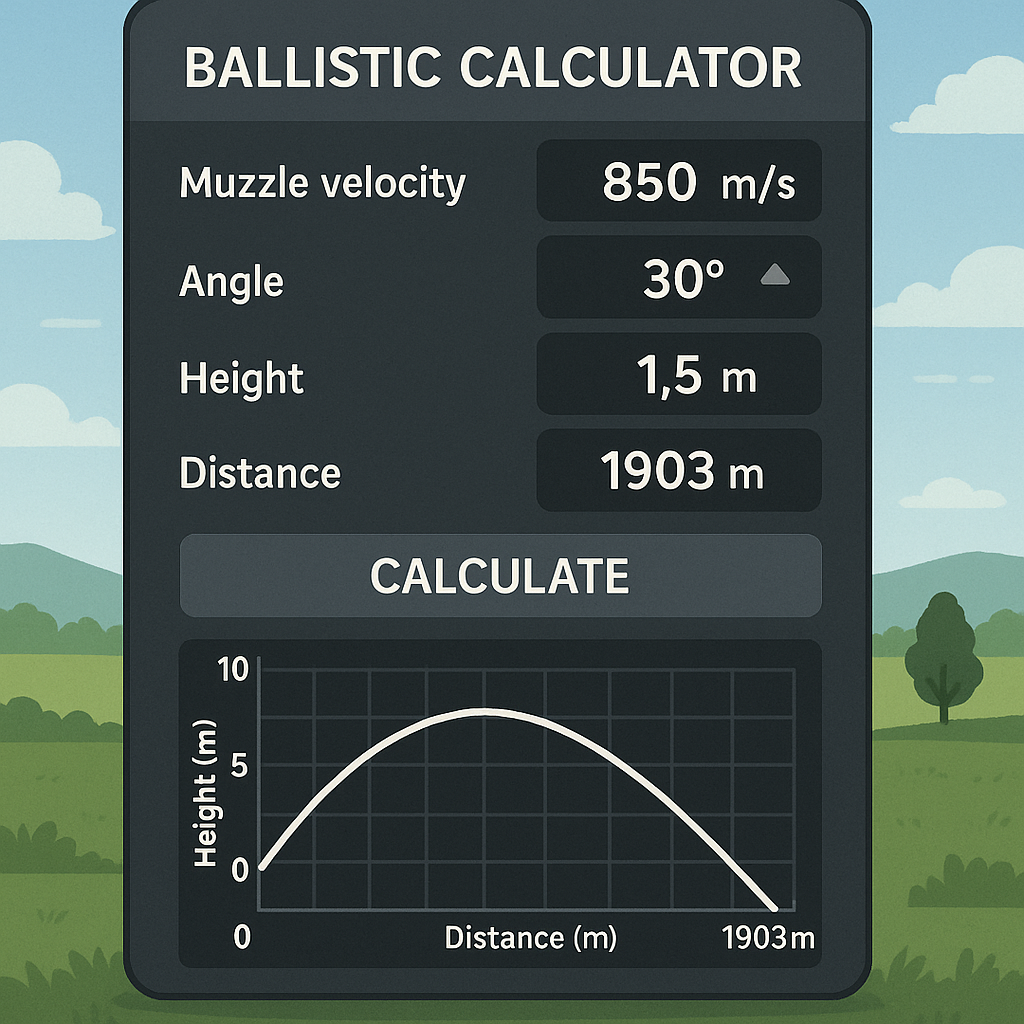 BALLISTIC CALCULATOR
Muzzle velocity 850 m/s
Angle 30°
Height 1,5 m
Distance 1903 m
CALCULATE
10
5
0
Height (m)
0 Distance (m) 1903m